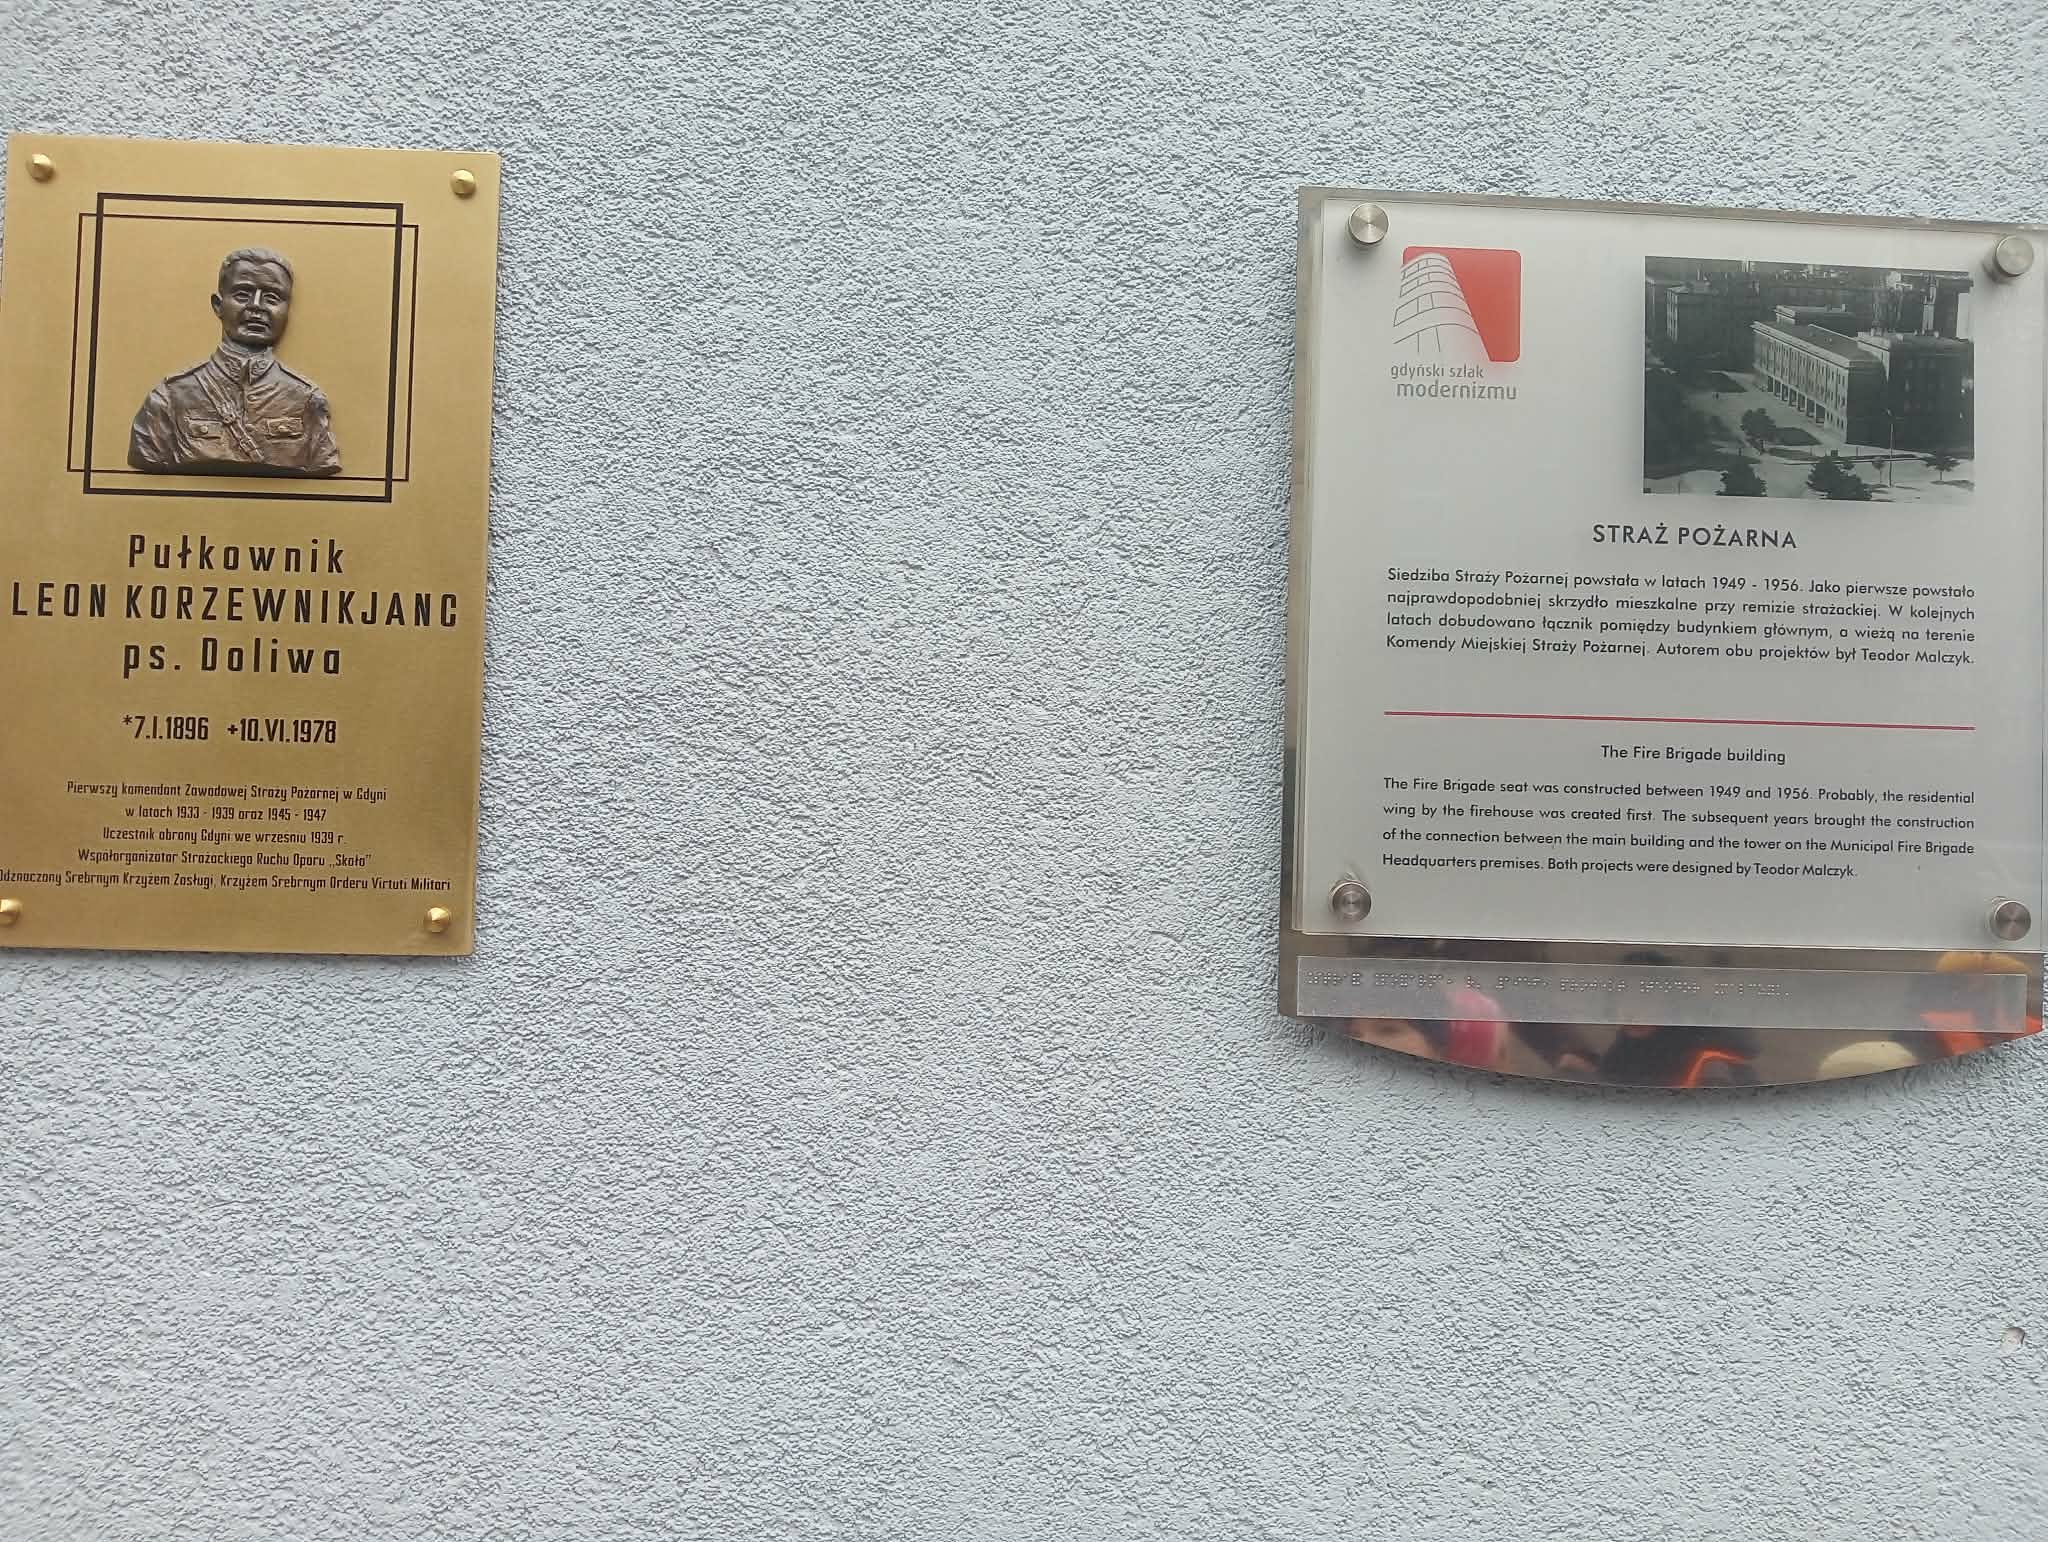 Pułkownik
LEON KORZEWNIKJANC
ps. Doliwa
*7.I.1896 +10.VI.1978
Pierwszy komendant Zawodowej Straży Pożarnej w Gdyni
w latach 1933 - 1939 oraz 1945 - 1947
Uczestnik obrony Gdyni we wrześniu 1939 r.
Współorganizator Strażackiego Ruchu Oporu „Skała"
Odznaczony Srebrnym Krzyżem Zasługi, Krzyżem Srebrnym Orderu Virtuti Militari
gdyński szlak
modernizmu
STRAŻ POŻARNA
Siedziba Straży Pożarnej powstała w latach 1949 - 1956. Jako pierwsze powstało
najprawdopodobniej skrzydło mieszkalne przy remizie strażackiej. W kolejnych
latach dobudowano łącznik pomiędzy budynkiem głównym, a wieżą na terenie
Komendy Miejskiej Straży Pożarnej. Autorem obu projektów był Teodor Malczyk.
The Fire Brigade building
The Fire Brigade seat was constructed between 1949 and 1956. Probably, the residential
wing by the firehouse was created first. The subsequent years brought the construction
of the connection between the main building and the tower on the Municipal Fire Brigade
Headquarters premises. Both projects were designed by Teodor Malczyk.